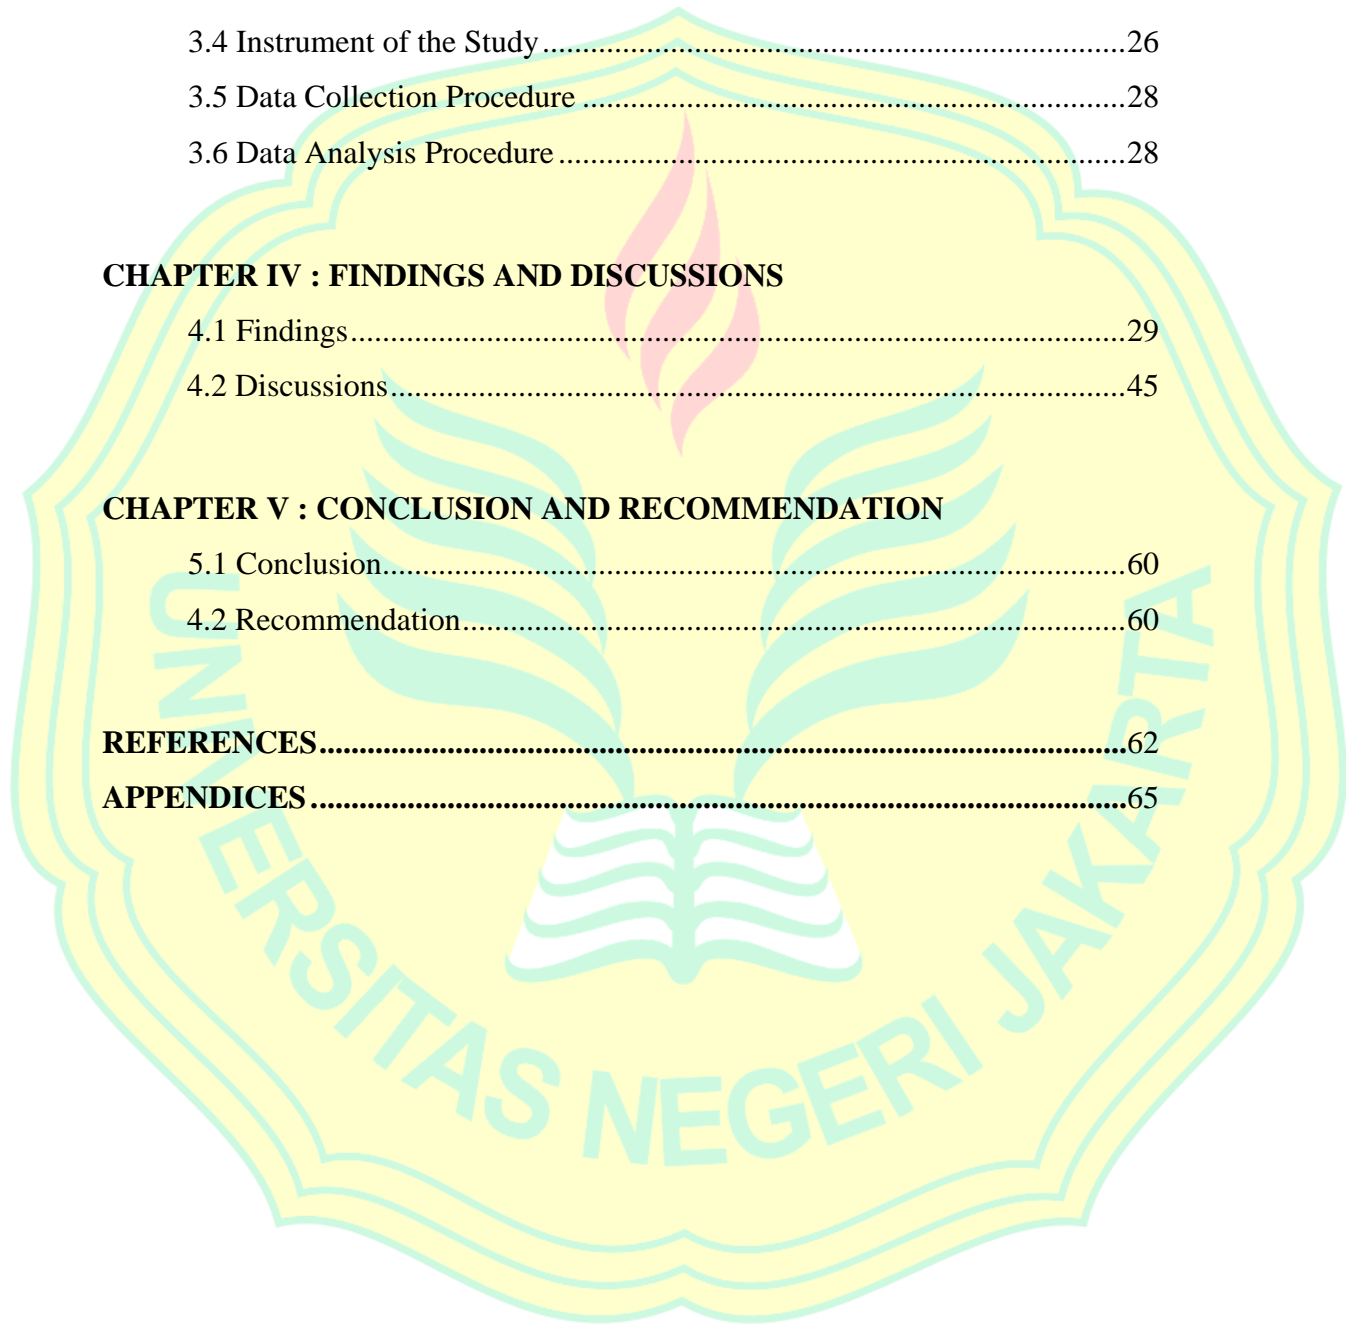 3.4 Instrument of the Study........................................................................26
3.5 Data Collection Procedure ...................................................................28
3.6 Data Analysis Procedure ......................................................................28
CHAPTER IV : FINDINGS AND DISCUSSIONS
4.1 Findings................................................................................................29
4.2 Discussions...........................................................................................45
CHAPTER V : CONCLUSION AND RECOMMENDATION
5.1 Conclusion............................................................................................60
4.2 Recommendation..................................................................................60
REFERENCES....................................................................................................62
APPENDICES .....................................................................................................65
UNIVERSITAS NEGERI JAKARTA